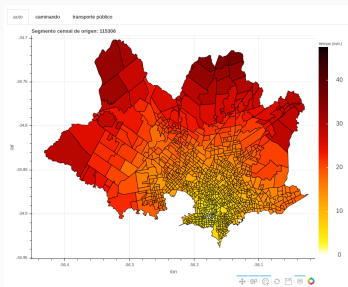 auto caminando transporte público
Segmento censal de origen: 115308
tiempo (min.)
40
30
20
10
0
-34.7
-34.75
-34.8
-34.85
-34.9
-34.95
lat
-56.4 -56.3 -56.2 -56.1
lon